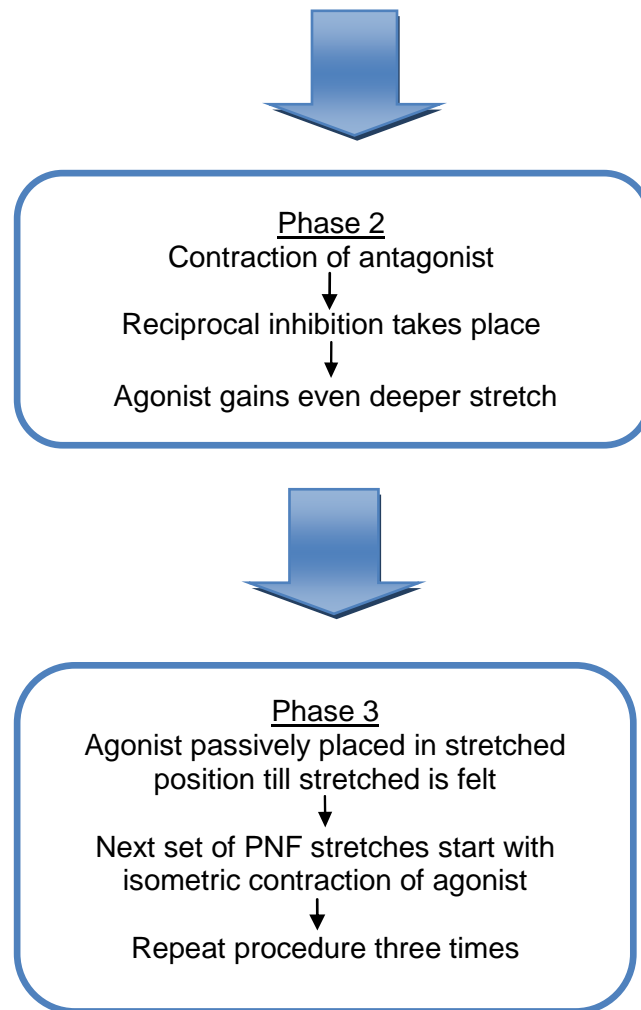 Phase 2
Contraction of antagonist
Reciprocal inhibition takes place
Agonist gains even deeper stretch
Phase 3
Agonist passively placed in stretched
position till stretched is felt
Next set of PNF stretches start with
isometric contraction of agonist
Repeat procedure three times